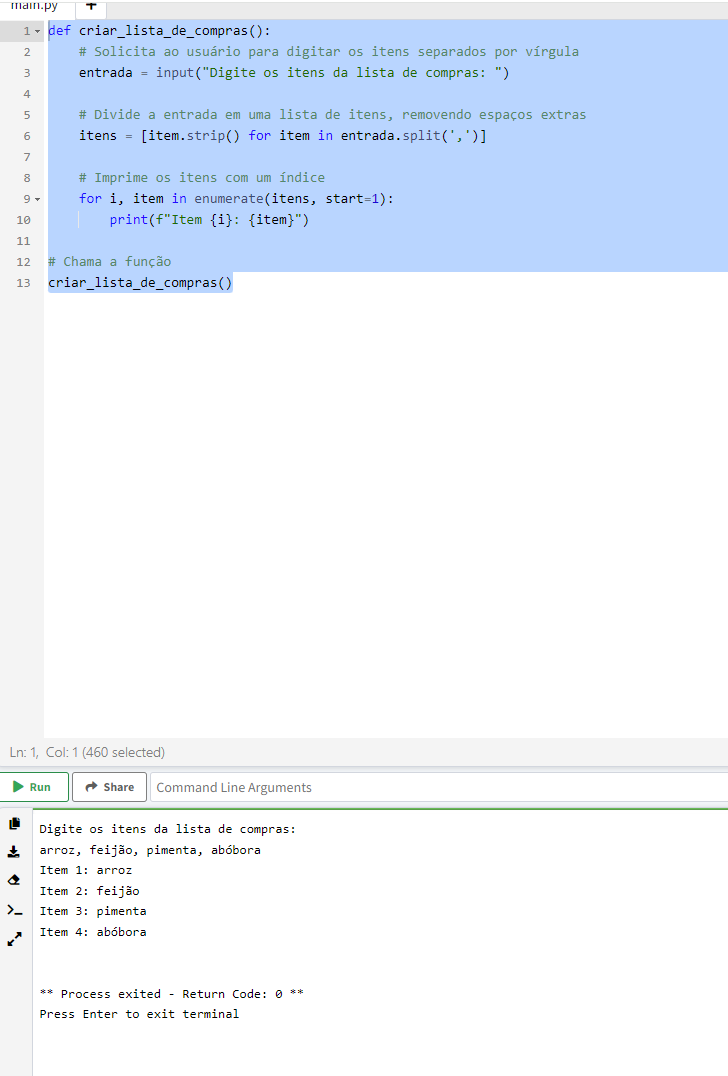 main.py +
1 def criar_lista_de_compras():
2 # Solicita ao usuário para digitar os itens separados por vírgula
3 entrada = input("Digite os itens da lista de compras: ")
4
5 # Divide a entrada em uma lista de itens, removendo espaços extras
6 itens = [item.strip() for item in entrada.split(',')]
7
8 # Imprime os itens com um índice
9 for i, item in enumerate(itens, start=1):
10 print(f"Item {i}: {item}")
11
12 # Chama a função
13 criar_lista_de_compras()
Ln: 1, Col: 1 (460 selected)
Run Share Command Line Arguments
Digite os itens da lista de compras:
arroz, feijão, pimenta, abóbora
Item 1: arroz
Item 2: feijão
Item 3: pimenta
Item 4: abóbora
** Process exited - Return Code: 0 **
Press Enter to exit terminal